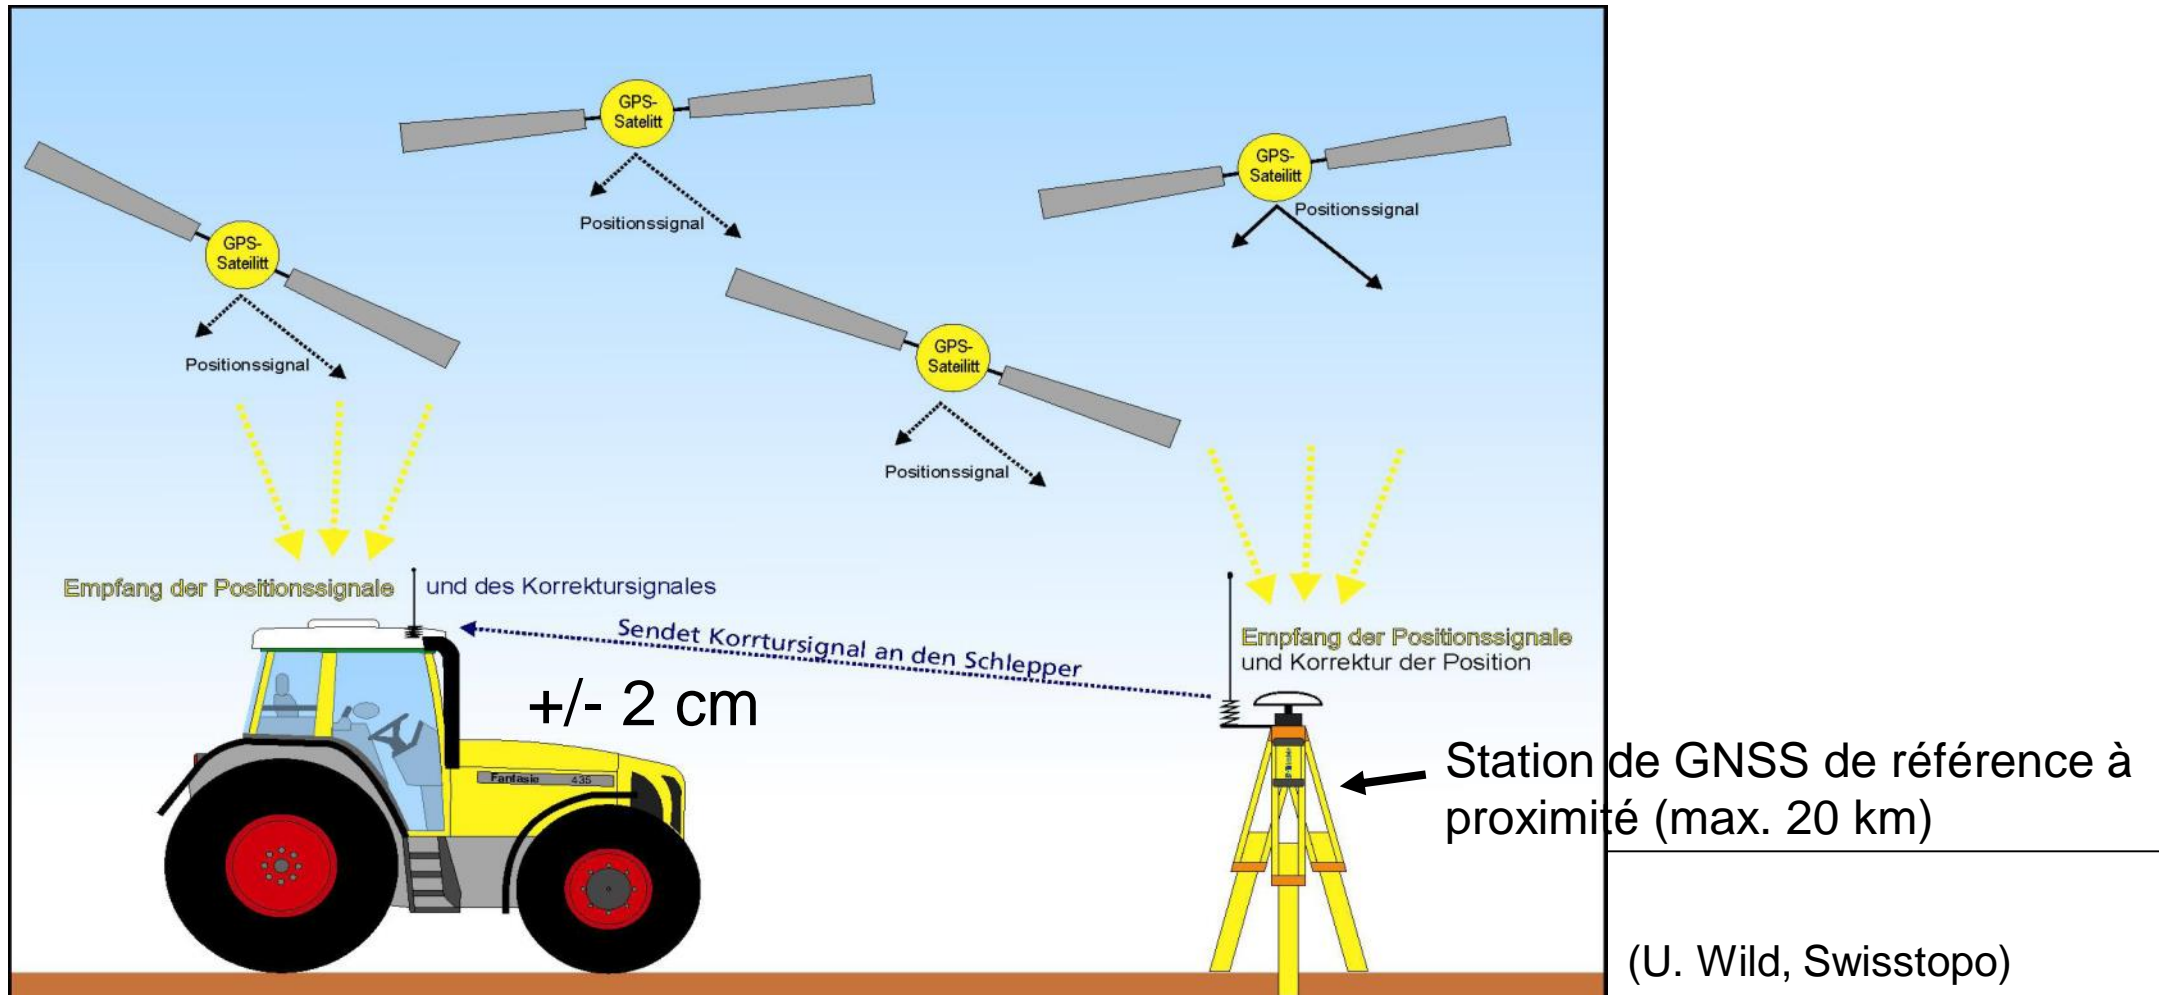 GPS-
Satelitt
Positionssignal
GPS-
Sateilitt
Positionssignal
GPS-
Sateilitt
Positionssignal
GPS-
Sateilitt
Positionssignal
Empfang der Positionssignale
und des Korrektursignales
Sendet Korrtursignal an den Schlepper
Empfang der Positionssignale
und Korrektur der Position
+/- 2 cm
Fantasie 435
Station de GNSS de référence à
proximité (max. 20 km)
(U. Wild, Swisstopo)